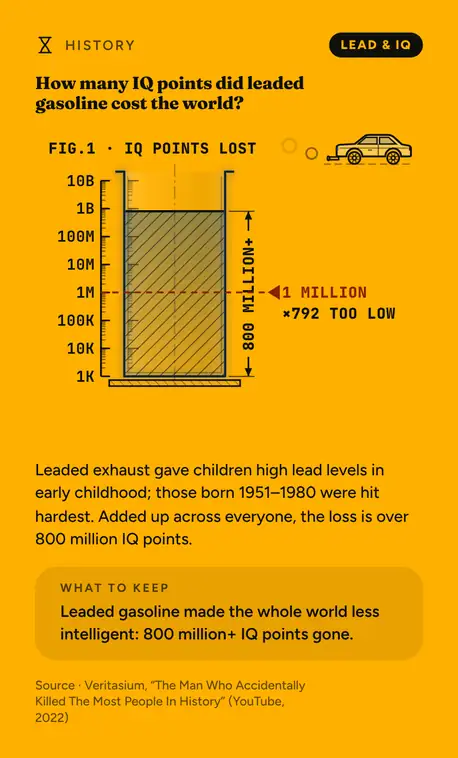 HISTORY
LEAD & IQ
How many IQ points did leaded
gasoline cost the world?
FIG.1 · IQ POINTS LOST
10B
1B
100M
10M
1M
100K
10K
1K
800 MILLION+
1 MILLION
×792 TOO LOW
Leaded exhaust gave children high lead levels in
early childhood; those born 1951–1980 were hit
hardest. Added up across everyone, the loss is over
800 million IQ points.
WHAT TO KEEP
Leaded gasoline made the whole world less
intelligent: 800 million+ IQ points gone.
Source · Veritasium, “The Man Who Accidentally
Killed The Most People In History” (YouTube,
2022)